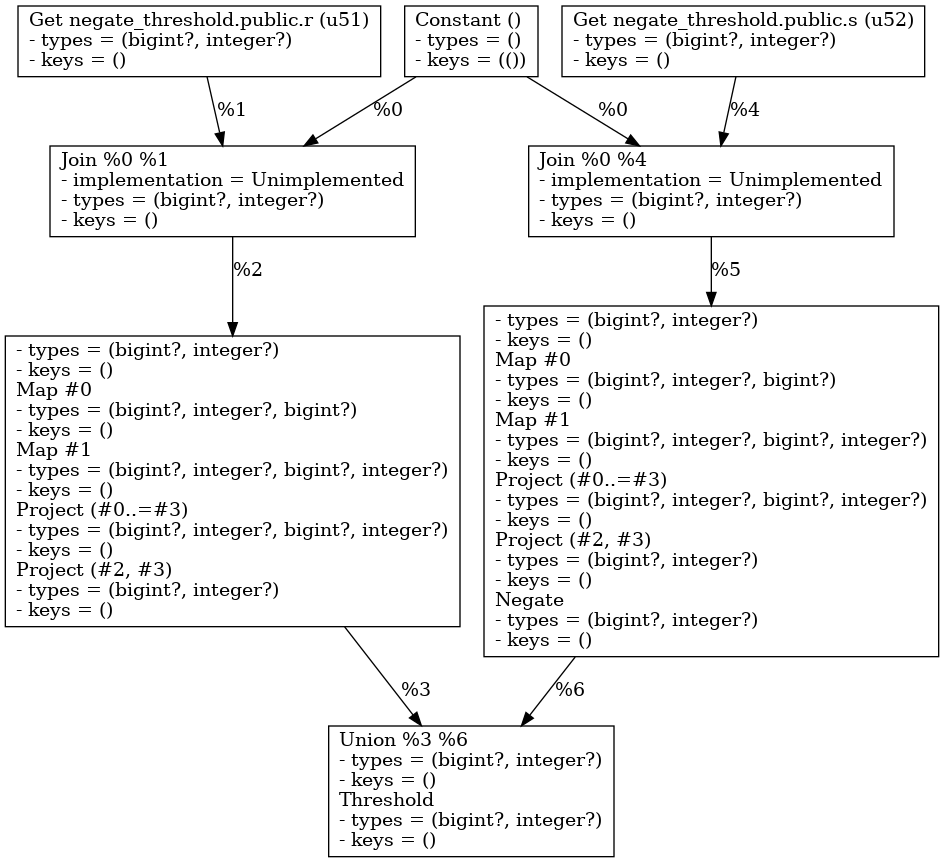 Get negate_threshold.public.r (u51)
- types = (bigint?, integer?)
- keys = ()
Constant ()
- types = ()
- keys = (())
Get negate_threshold.public.s (u52)
- types = (bigint?, integer?)
- keys = ()
%1
%0
%0
%4
Join %0 %1
- implementation = Unimplemented
- types = (bigint?, integer?)
- keys = ()
Join %0 %4
- implementation = Unimplemented
- types = (bigint?, integer?)
- keys = ()
%2
%5
- types = (bigint?, integer?)
- keys = ()
Map #0
- types = (bigint?, integer?, bigint?)
- keys = ()
Map #1
- types = (bigint?, integer?, bigint?, integer?)
- keys = ()
Project (#0..=#3)
- types = (bigint?, integer?, bigint?, integer?)
- keys = ()
Project (#2, #3)
- types = (bigint?, integer?)
- keys = ()
- types = (bigint?, integer?)
- keys = ()
Map #0
- types = (bigint?, integer?, bigint?)
- keys = ()
Map #1
- types = (bigint?, integer?, bigint?, integer?)
- keys = ()
Project (#0..=#3)
- types = (bigint?, integer?, bigint?, integer?)
- keys = ()
Project (#2, #3)
- types = (bigint?, integer?)
- keys = ()
Negate
- types = (bigint?, integer?)
- keys = ()
%3
%6
Union %3 %6
- types = (bigint?, integer?)
- keys = ()
Threshold
- types = (bigint?, integer?)
- keys = ()